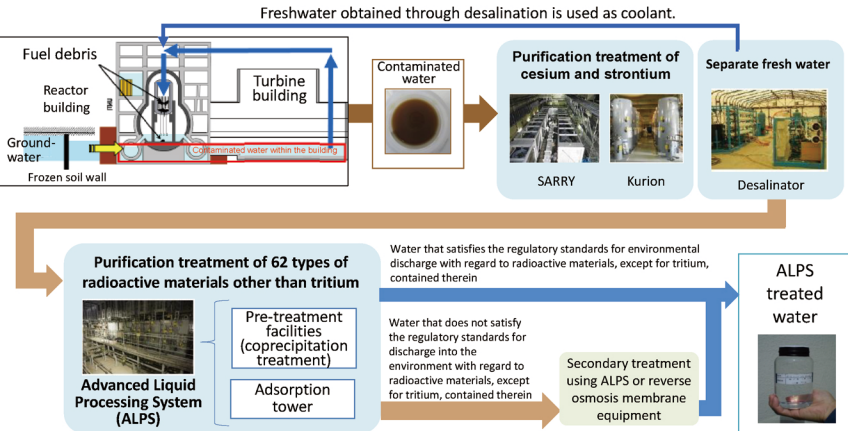 Freshwater obtained through desalination is used as coolant.
Fuel debris
Reactor
building
Turbine
building
Ground-
water
Frozen soil wall
Contaminated water within the building
Contaminated
water
Purification treatment of
cesium and strontium
SARRY
Kurion
Separate fresh water
Desalinator
Purification treatment of 62 types of
radioactive materials other than tritium
Advanced Liquid
Processing System
(ALPS)
Pre-treatment
facilities
(coprecipitation
treatment)
Adsorption
tower
Water that satisfies the regulatory standards for environmental
discharge with regard to radioactive materials, except for tritium,
contained therein
Water that does not satisfy
the regulatory standards for
discharge into the
environment with regard to
radioactive materials, except
for tritium, contained therein
Secondary treatment
using ALPS or reverse
osmosis membrane
equipment
ALPS
treated
water